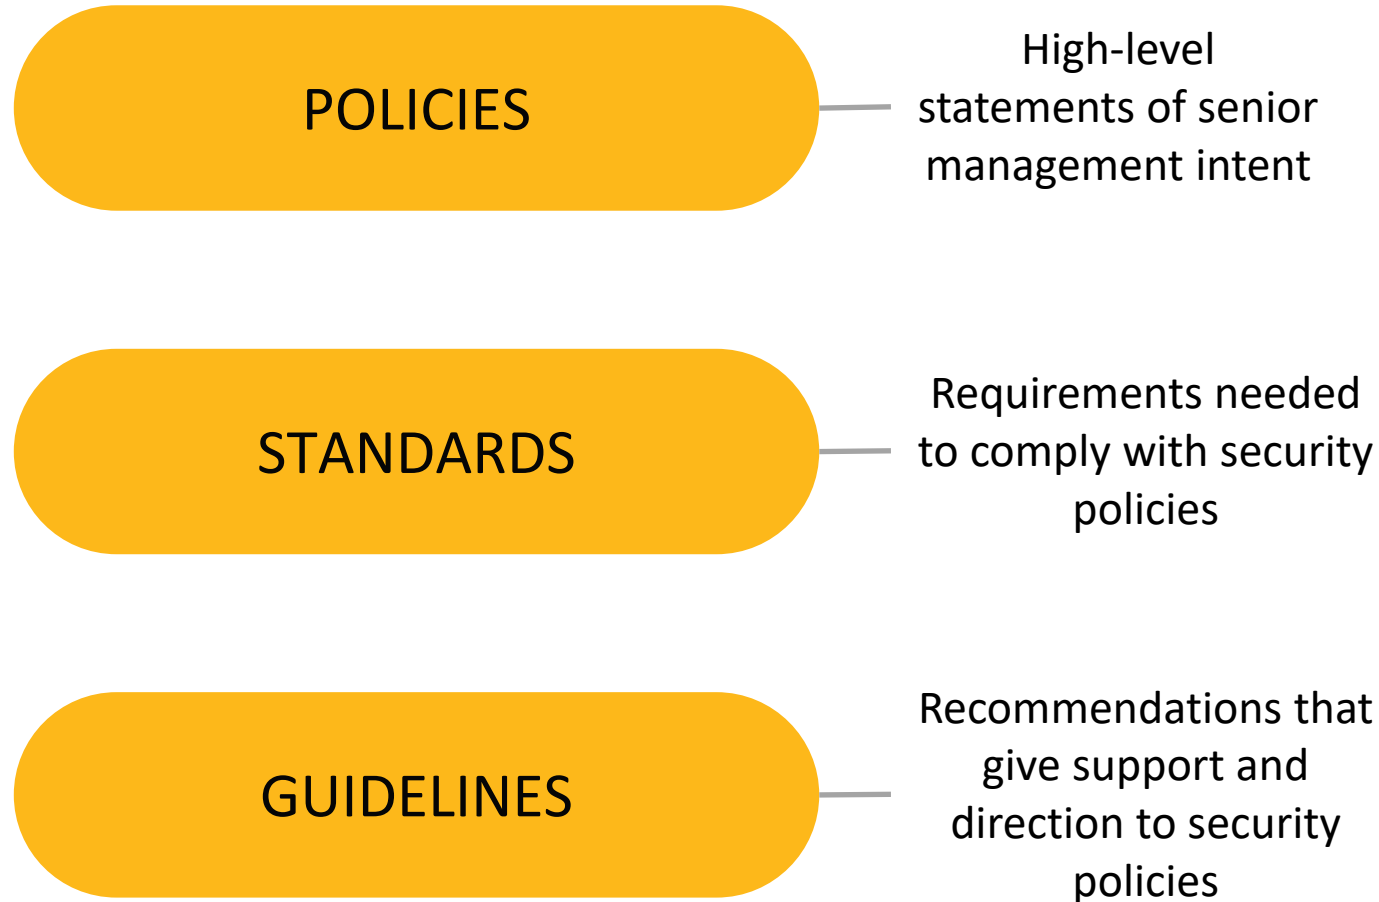 POLICIES
High-level
statements of senior
management intent
STANDARDS
Requirements needed
to comply with security
policies
GUIDELINES
Recommendations that
give support and
direction to security
policies